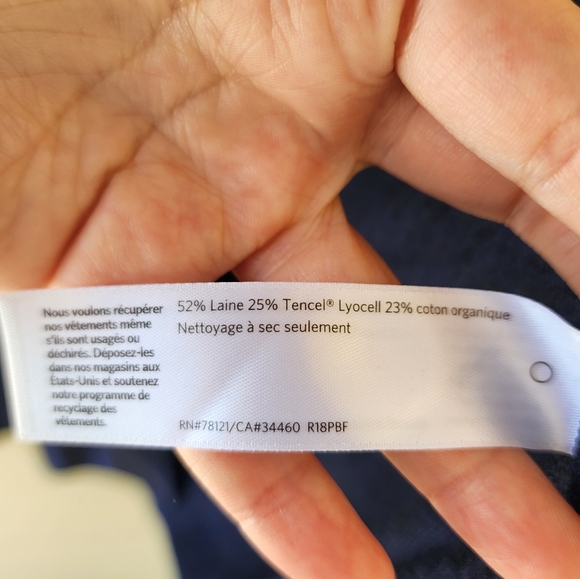 Nous voulons récupérer
nos vêtements même
s'ils sont usagés ou
déchirés. Déposez-les
dans nos magasins aux
États-Unis et soutenez
notre programme de
recyclage des
vêtements.
52% Laine 25% Tencel® Lyocell 23% coton organique
Nettoyage à sec seulement
RN#78121/CA#34460 R18PBF